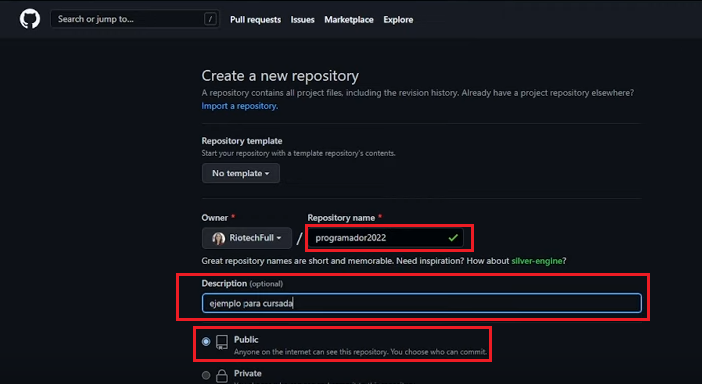 Search or jump to... /
Pull requests Issues Marketplace Explore
Create a new repository
A repository contains all project files, including the revision history. Already have a project repository elsewhere?
Import a repository.
Repository template
Start your repository with a template repository's contents.
No template
Owner * Repository name *
RiotechFull / programador2022
Great repository names are short and memorable. Need inspiration? How about silver-engine?
Description (optional)
ejemplo para cursada
Public
Anyone on the internet can see this repository. You choose who can commit.
Private